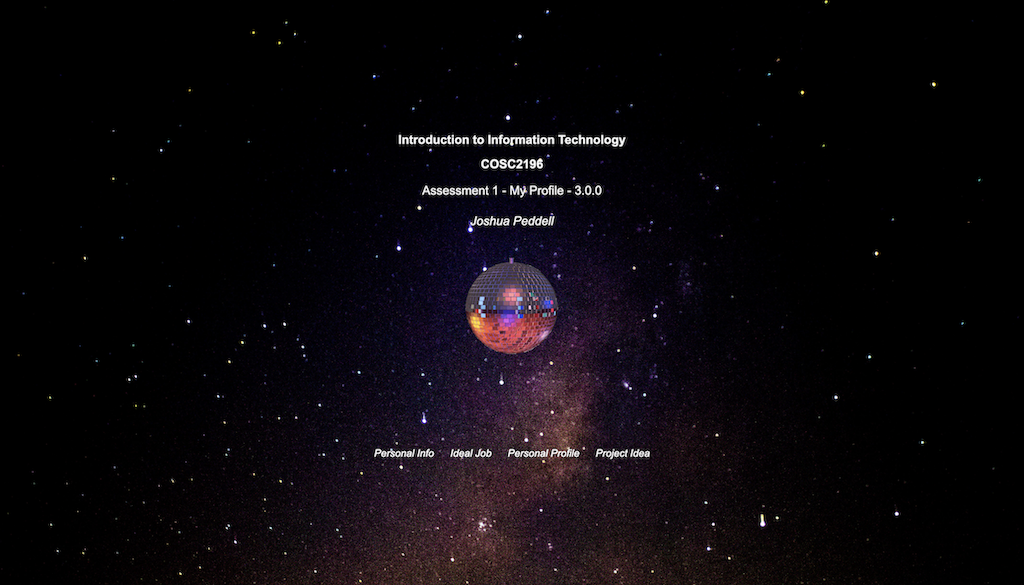 Introduction to Information Technology
COSC2196
Assessment 1 - My Profile - 3.0.0
Joshua Peddell
Personal Info Ideal Job Personal Profile Project Idea